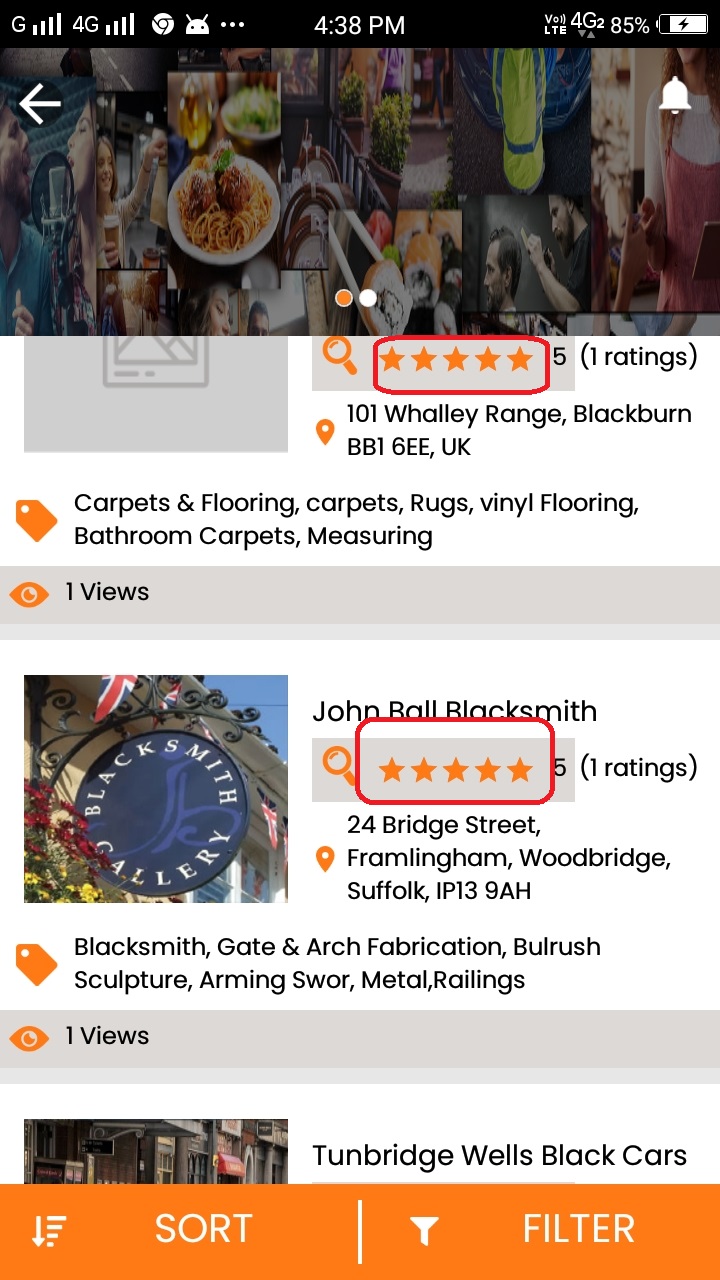 G 4G 4:38 PM Vo)) LTE 4G2 85%
5 (1 ratings)
101 Whalley Range, Blackburn
BB1 6EE, UK
Carpets & Flooring, carpets, Rugs, vinyl Flooring,
Bathroom Carpets, Measuring
1 Views
BLACKSMITH
GALLERY
John Ball Blacksmith
5 (1 ratings)
24 Bridge Street,
Framlingham, Woodbridge,
Suffolk, IP13 9AH
Blacksmith, Gate & Arch Fabrication, Bulrush
Sculpture, Arming Swor, Metal,Railings
1 Views
Tunbridge Wells Black Cars
SORT FILTER